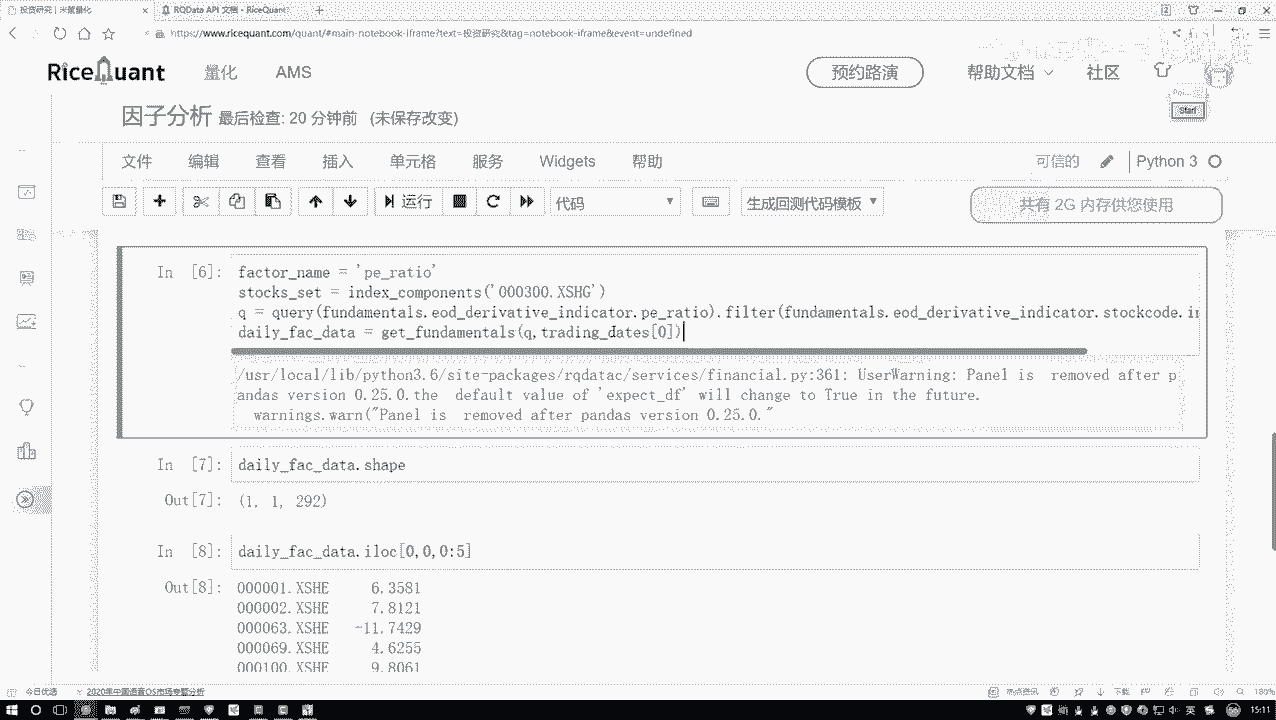 投资研究 | 米筐量化
RQData API 文档 - RiceQuant
https://www.ricequant.com/quant/#main-notebook-iframe?text=投资研究&tag=notebook-iframe&event=undefined
RiceQuant 量化 AMS 预约路演 帮助文档 社区
Start
因子分析 最后检查: 20 分钟前 (未保存改变)
文件 编辑 查看 插入 单元格 服务 Widgets 帮助 可信的 Python 3
运行 代码 生成回测代码模板 共有 2G 内存供您使用
In [6]: factor_name = 'pe_ratio'
stocks_set = index_components('000300.XSHG')
q = query(fundamentals.eod_derivative_indicator.pe_ratio).filter(fundamentals.eod_derivative_indicator.stockcode.in
daily_fac_data = get_fundamentals(q,trading_dates[0])
/usr/local/lib/python3.6/site-packages/rqdatac/services/financial.py:361: UserWarning: Panel is  removed after p
andas version 0.25.0.the  default value of 'expect_df' will change to True in the future.
warnings.warn("Panel is  removed after pandas version 0.25.0."
In [7]: daily_fac_data.shape
Out[7]: (1, 1, 292)
In [8]: daily_fac_data.iloc[0,0,0:5]
Out[8]: 000001.XSHE 6.3581
000002.XSHE 7.8121
000063.XSHE -11.7429
000069.XSHE 4.6255
000100.XSHE 9.8061
今日优选 2020年中国语音OS市场专题分析 热点资讯 下载 180%
英 15:11